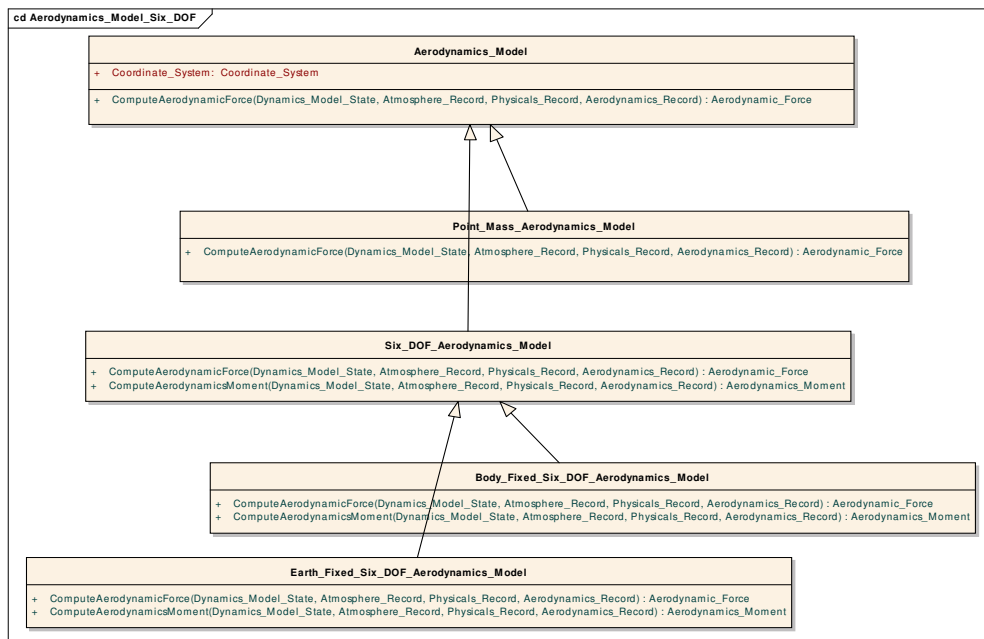 cd Aerodynamics_Model_Six_DOF
Aerodynamics_Model
+ Coordinate_System: Coordinate_System
+ ComputeAerodynamicForce(Dynamics_Model_State, Atmosphere_Record, Physicals_Record, Aerodynamics_Record) : Aerodynamic_Force
Point_Mass_Aerodynamics_Model
+ ComputeAerodynamicForce(Dynamics_Model_State, Atmosphere_Record, Physicals_Record, Aerodynamics_Record) : Aerodynamic_Force
Six_DOF_Aerodynamics_Model
+ ComputeAerodynamicForce(Dynamics_Model_State, Atmosphere_Record, Physicals_Record, Aerodynamics_Record) : Aerodynamic_Force
+ ComputeAerodynamicsMoment(Dynamics_Model_State, Atmosphere_Record, Physicals_Record, Aerodynamics_Record) : Aerodynamics_Moment
Body_Fixed_Six_DOF_Aerodynamics_Model
+ ComputeAerodynamicForce(Dynamics_Model_State, Atmosphere_Record, Physicals_Record, Aerodynamics_Record) : Aerodynamic_Force
+ ComputeAerodynamicsMoment(Dynamics_Model_State, Atmosphere_Record, Physicals_Record, Aerodynamics_Record) : Aerodynamics_Moment
Earth_Fixed_Six_DOF_Aerodynamics_Model
+ ComputeAerodynamicForce(Dynamics_Model_State, Atmosphere_Record, Physicals_Record, Aerodynamics_Record) : Aerodynamic_Force
+ ComputeAerodynamicsMoment(Dynamics_Model_State, Atmosphere_Record, Physicals_Record, Aerodynamics_Record) : Aerodynamics_Moment